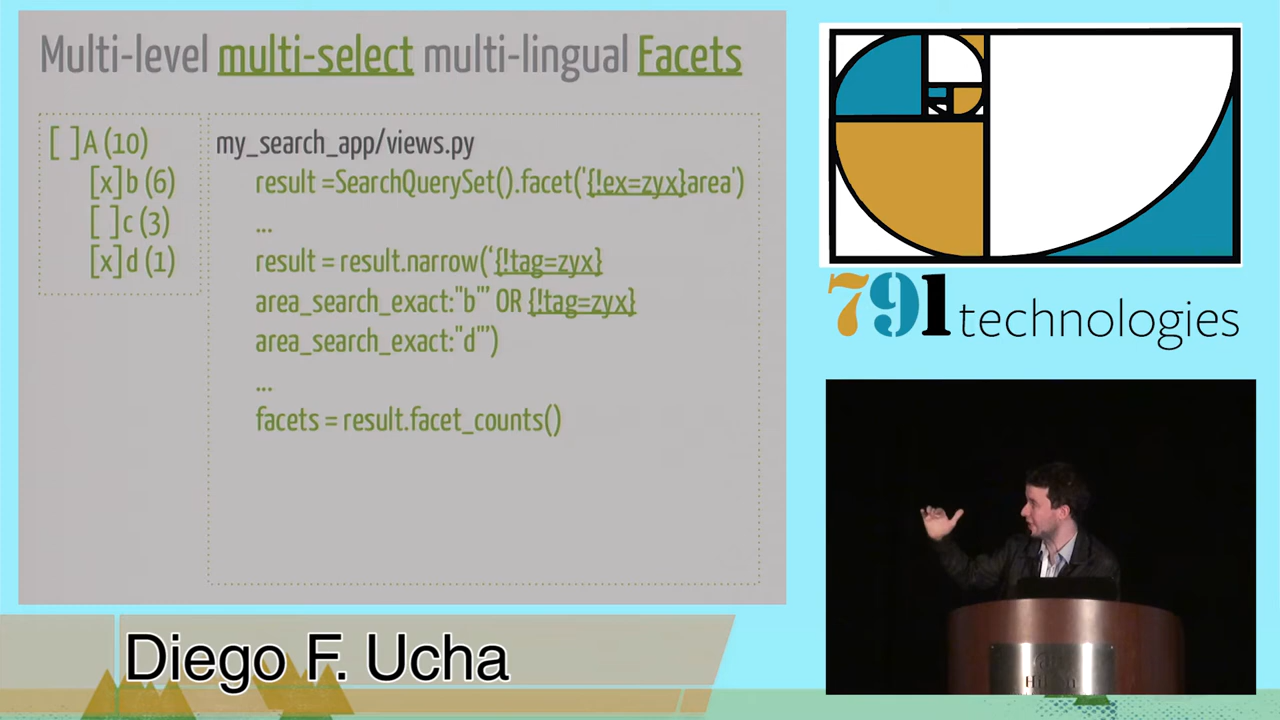 Multi-level multi-select multi-lingual Facets
[ ]A (10)
[x]b (6)
[ ]c (3)
[x]d (1)
my_search_app/views.py
result =SearchQuerySet().facet('{!ex=zyx}area')
...
result = result.narrow('{!tag=zyx}
area_search_exact:"b"' OR {!tag=zyx}
area_search_exact:"d"')
...
facets = result.facet_counts()
791 technologies
Diego F. Ucha
Hilton